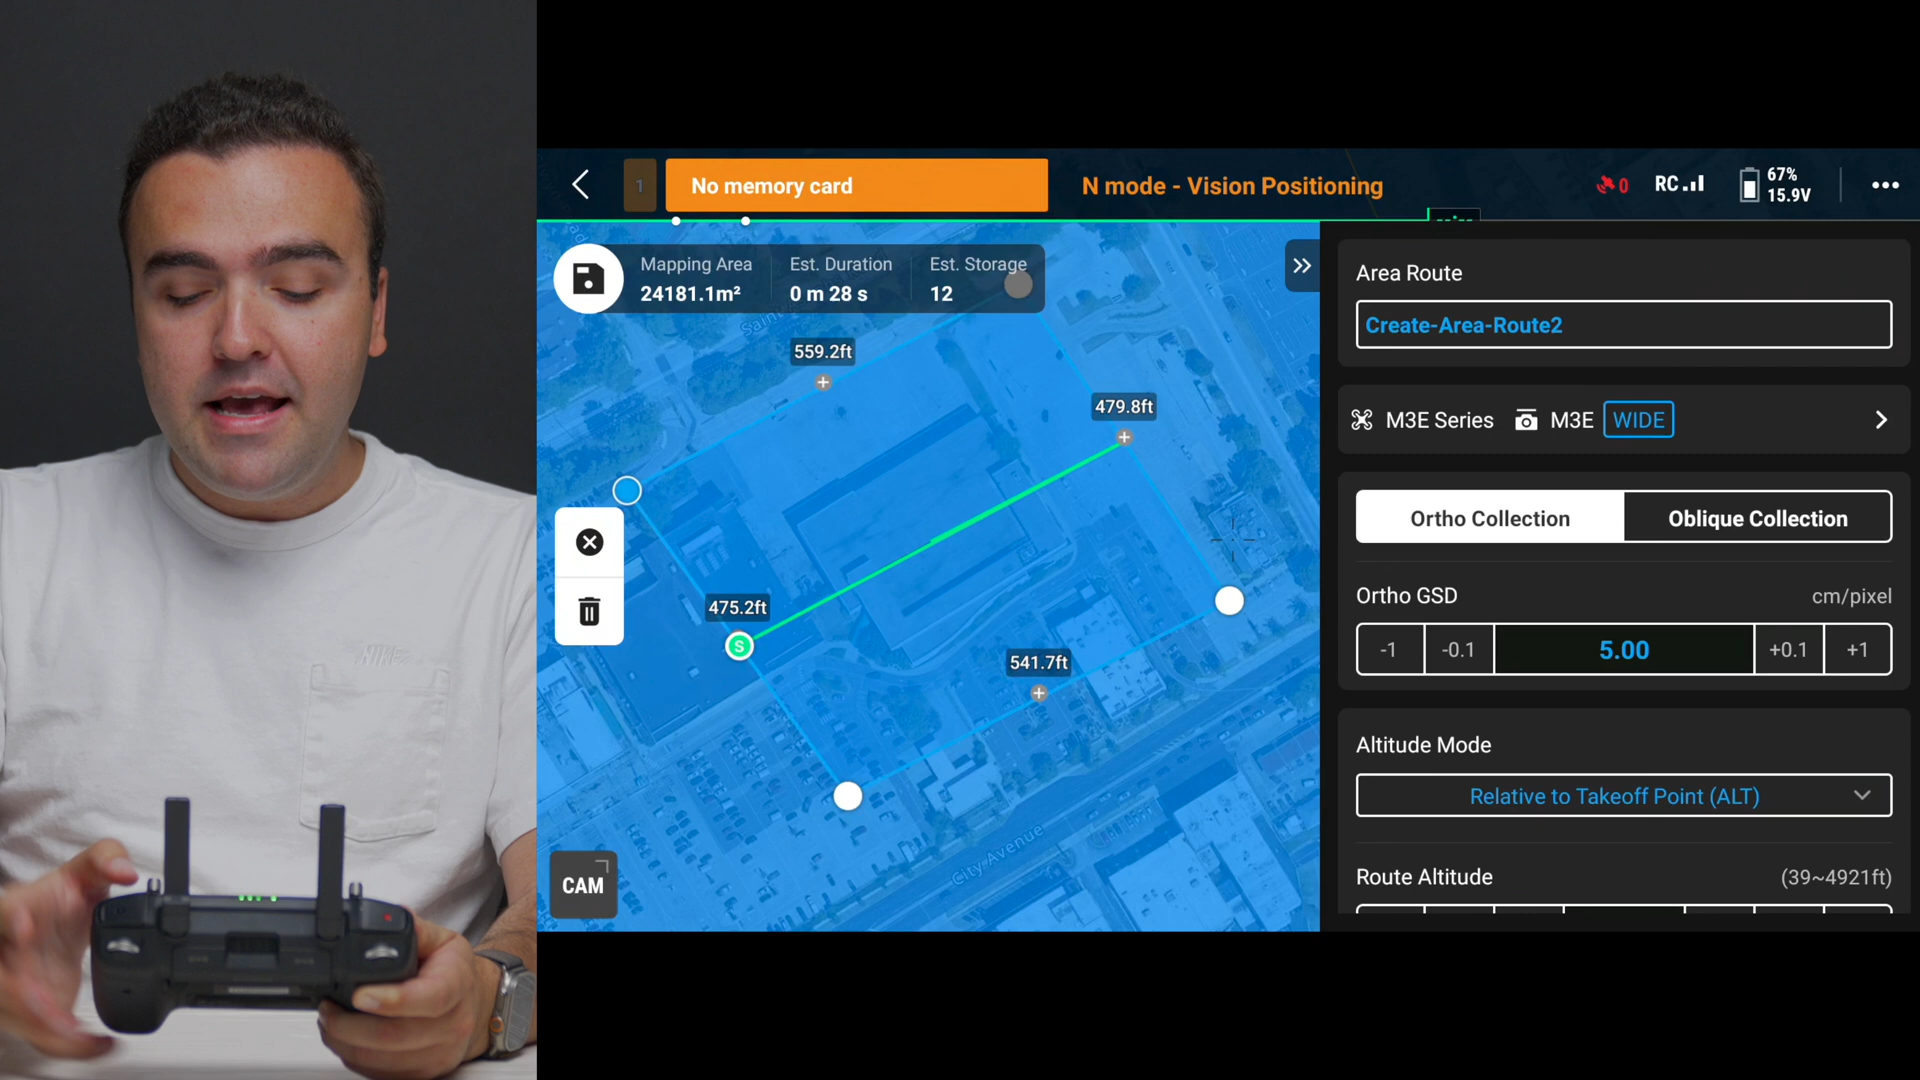 1
No memory card
N mode - Vision Positioning
0
RC
67%
15.9V
Mapping Area
Est. Duration
Est. Storage
24181.1m²
0 m 28 s
12
Area Route
Create-Area-Route2
559.2ft
479.8ft
M3E Series
M3E
WIDE
Ortho Collection
Oblique Collection
475.2ft
S
Ortho GSD
cm/pixel
-1
-0.1
5.00
+0.1
+1
541.7ft
Altitude Mode
Relative to Takeoff Point (ALT)
City Avenue
CAM
Route Altitude
(39~4921ft)
NIKE